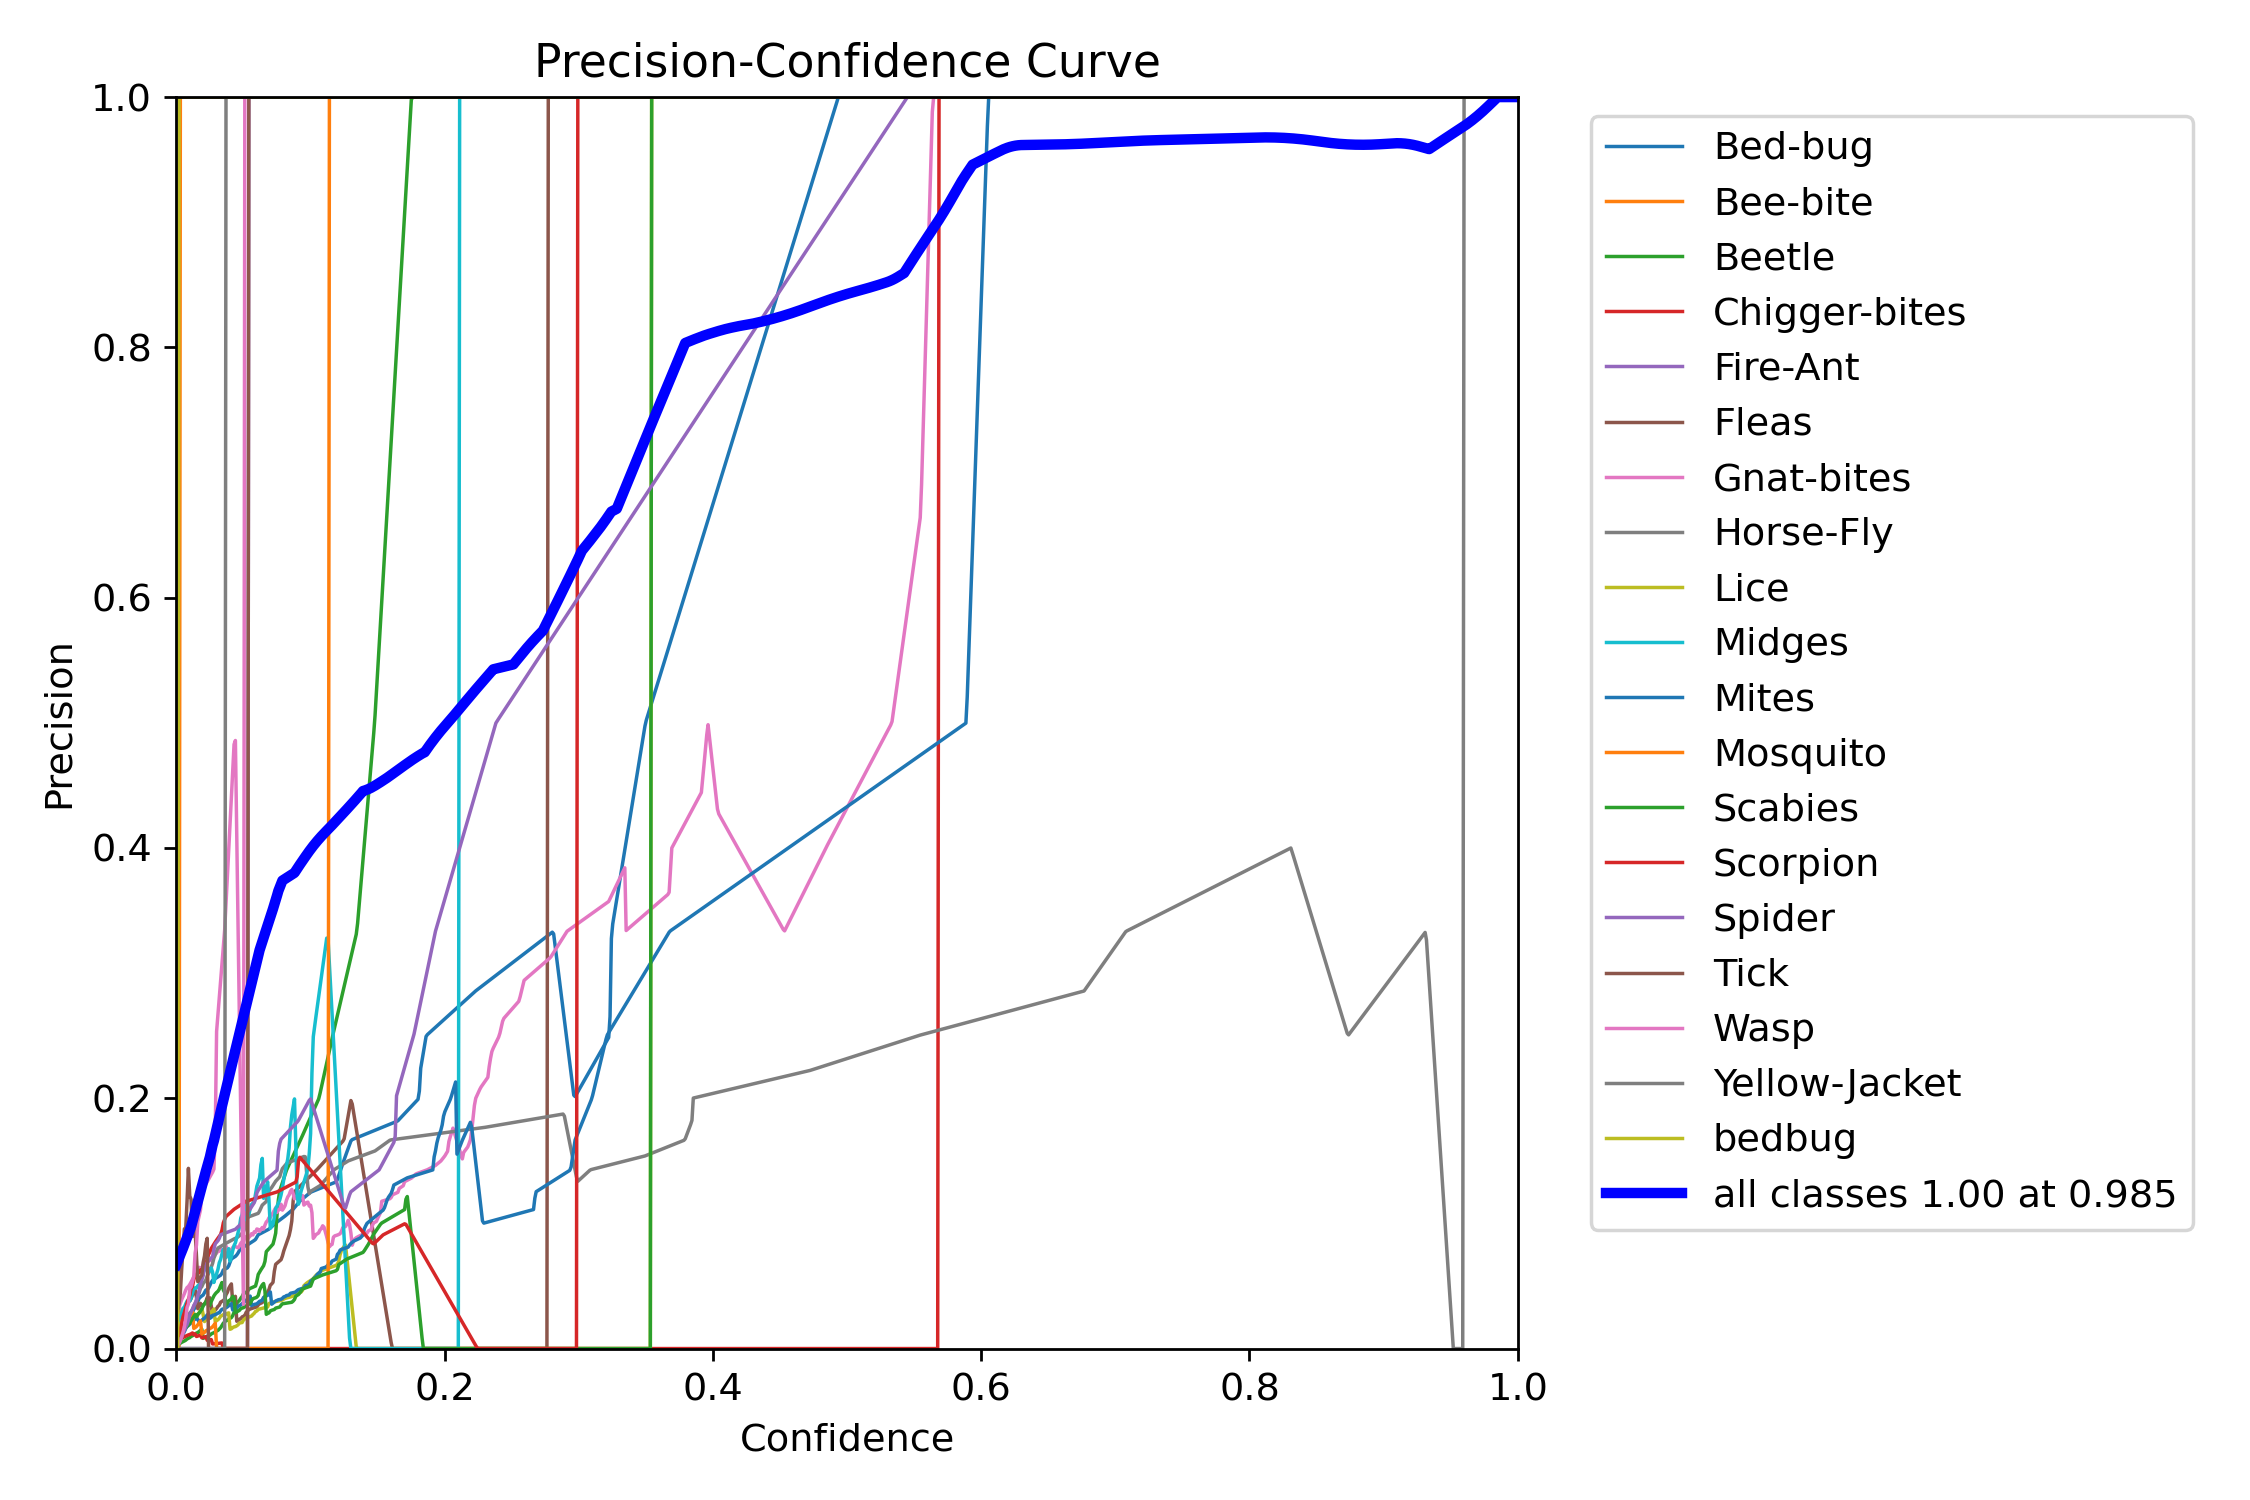 Precision-Confidence Curve
1.0
0.8
0.6
0.4
0.2
0.0
Precision
0.0 0.2 0.4 0.6 0.8 1.0
Confidence
Bed-bug
Bee-bite
Beetle
Chigger-bites
Fire-Ant
Fleas
Gnat-bites
Horse-Fly
Lice
Midges
Mites
Mosquito
Scabies
Scorpion
Spider
Tick
Wasp
Yellow-Jacket
bedbug
all classes 1.00 at 0.985